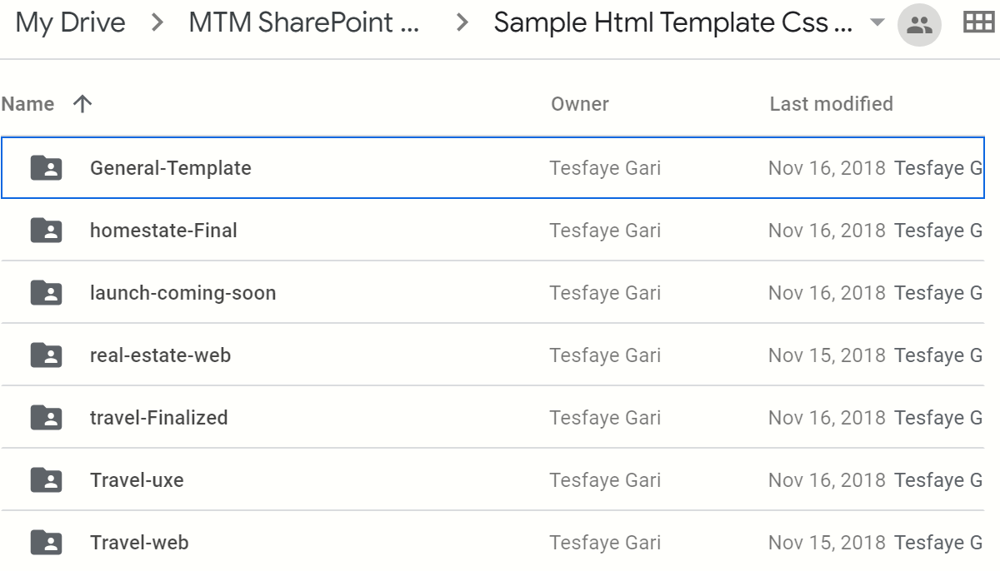 My Drive > MTM SharePoint ... > Sample Html Template Css ...
Name Owner Last modified
General-Template Tesfaye Gari Nov 16, 2018 Tesfaye G
homestate-Final Tesfaye Gari Nov 16, 2018 Tesfaye G
launch-coming-soon Tesfaye Gari Nov 16, 2018 Tesfaye G
real-estate-web Tesfaye Gari Nov 15, 2018 Tesfaye G
travel-Finalized Tesfaye Gari Nov 16, 2018 Tesfaye G
Travel-uxe Tesfaye Gari Nov 16, 2018 Tesfaye G
Travel-web Tesfaye Gari Nov 15, 2018 Tesfaye G